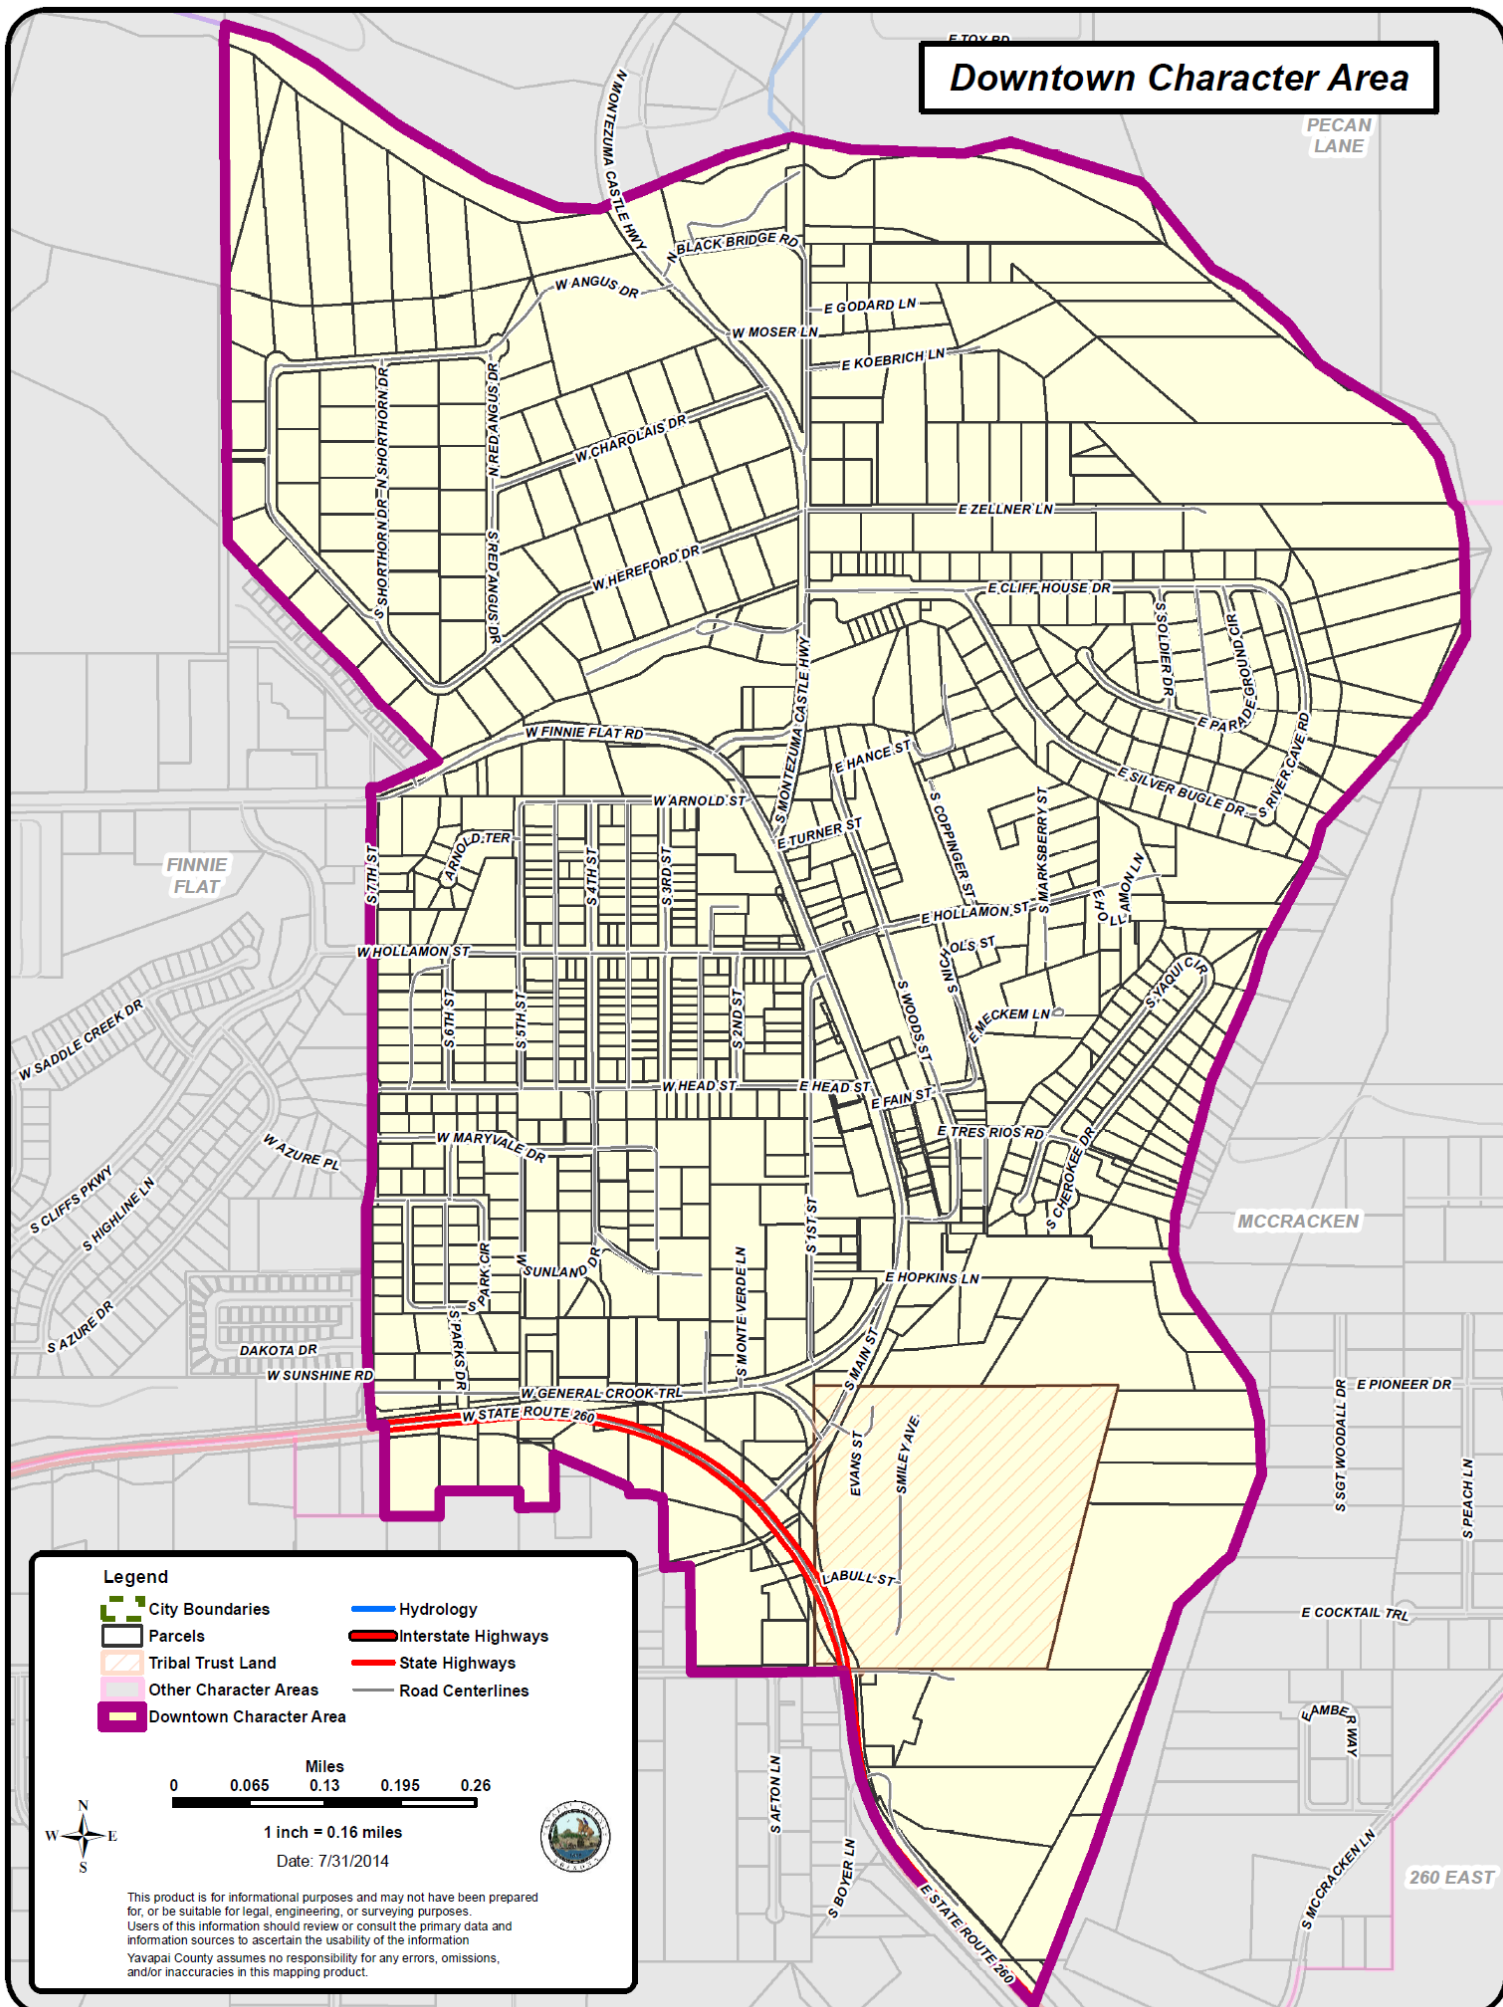 E TOY RD
Downtown Character Area
PECAN
LANE
N MONTEZUMA CASTLE HWY
N BLACK BRIDGE RD
W ANGUS DR
E GODARD LN
W MOSER LN
E KOEBRICH LN
N SHORTHORN DR
N RED ANGUS DR
W CHAROLAIS DR
E ZELLNER LN
S SHORTHORN DR
S RED ANGUS DR
W HEREFORD DR
E CLIFF HOUSE DR
S SOLDIER DR
E PARADE GROUND CIR
S MONTEZUMA CASTLE HWY
W FINNIE FLAT RD
E HANCE ST
E SILVER BUGLE DR
S RIVER CAVE RD
W ARNOLD ST
E TURNER ST
S COPPINGER ST
S MARKSBERRY ST
ARNOLD TER
FINNIE
FLAT
S 7TH ST
S 4TH ST
S 3RD ST
E HOLLAMON ST
E HOLLAMON LN
W HOLLAMON ST
S NICHOLS ST
S YAQUI CIR
S 6TH ST
S 5TH ST
S 2ND ST
S WOODS ST
E MECKEM LN
W SADDLE CREEK DR
W HEAD ST
E HEAD ST
E FAIN ST
W MARYVALE DR
E TRES RIOS RD
W AZURE PL
S CHEROKEE DR
S CLIFFS PKWY
S HIGHLINE LN
S 1ST ST
MCCRACKEN
W SUNLAND DR
S PARK CIR
S MONTE VERDE LN
E HOPKINS LN
S AZURE DR
DAKOTA DR
S PARKS DR
S MAIN ST
W SUNSHINE RD
W GENERAL CROOK TRL
E PIONEER DR
W STATE ROUTE 260
EVANS ST
SMILEY AVE
S SGT WOODALL DR
S PEACH LN
LABULL ST
E COCKTAIL TRL
E AMBER WAY
S AFTON LN
S BOYER LN
E STATE ROUTE 260
S MCCRACKEN LN
260 EAST
Legend
City Boundaries
Parcels
Tribal Trust Land
Other Character Areas
Downtown Character Area
Hydrology
Interstate Highways
State Highways
Road Centerlines
Miles
0 0.065 0.13 0.195 0.26
N
W E
S
1 inch = 0.16 miles
Date: 7/31/2014
This product is for informational purposes and may not have been prepared
for, or be suitable for legal, engineering, or surveying purposes.
Users of this information should review or consult the primary data and
information sources to ascertain the usability of the information
Yavapai County assumes no responsibility for any errors, omissions,
and/or inaccuracies in this mapping product.